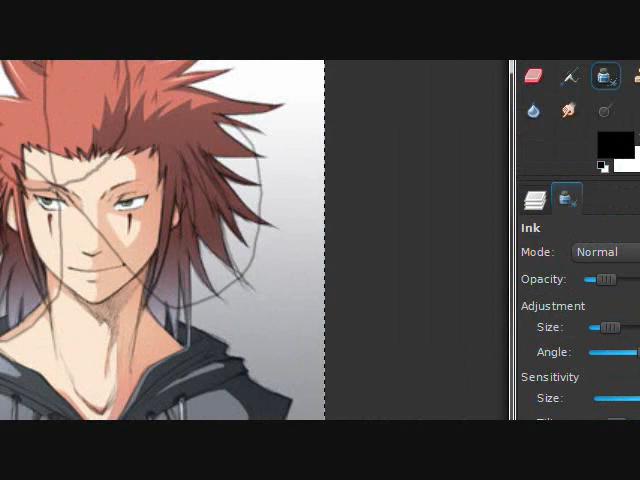 Ink
Mode: Normal
Opacity:
Adjustment
Size:
Angle:
Sensitivity
Size: